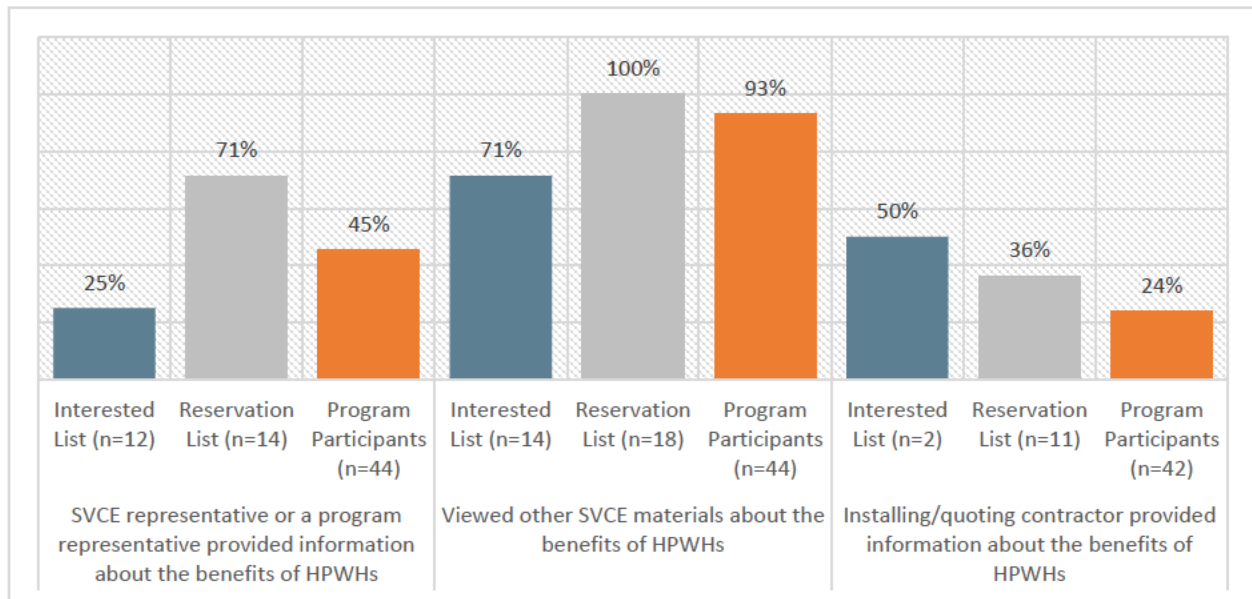 100%
93%
71%
71%
50%
45%
36%
25%
24%
Interested
List (n=12)
Reservation
List (n=14)
Program
Participants
(n=44)
Interested
List (n=14)
Reservation
List (n=18)
Program
Participants
(n=44)
Interested
List (n=2)
Reservation
List (n=11)
Program
Participants
(n=42)
SVCE representative or a program
representative provided information
about the benefits of HPWHs
Viewed other SVCE materials about the
benefits of HPWHs
Installing/quoting contractor provided
information about the benefits of
HPWHs